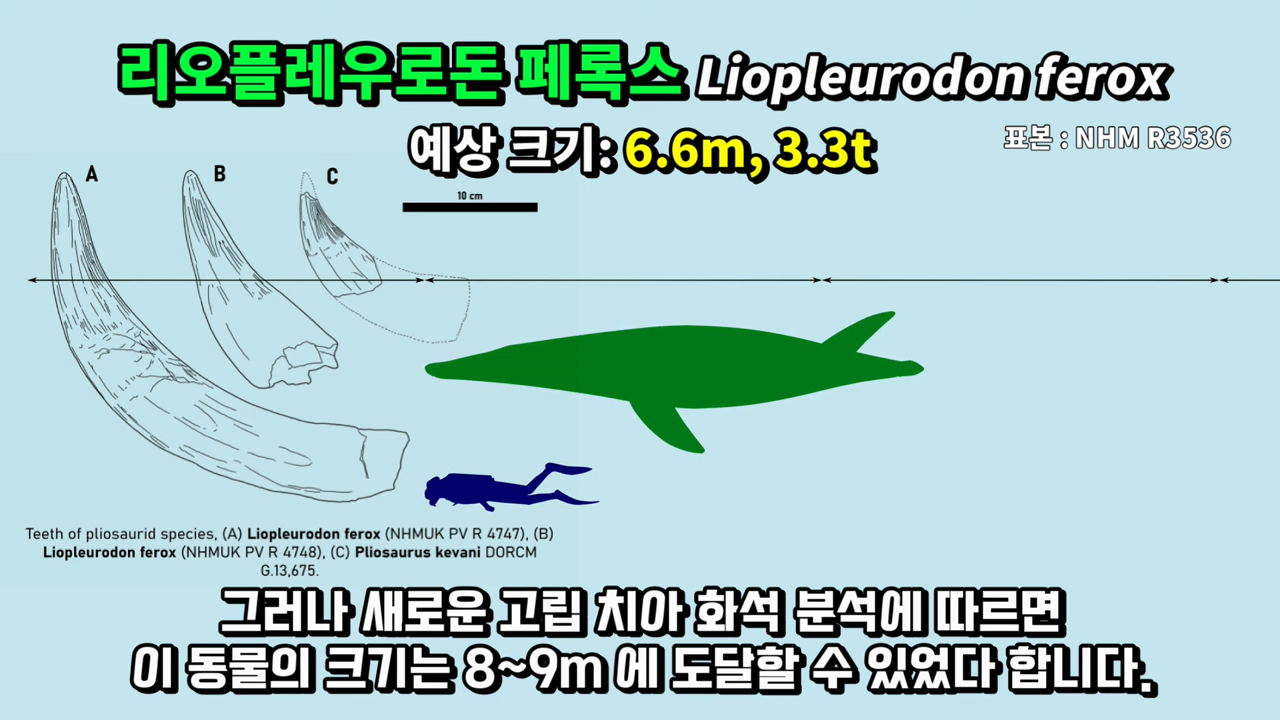 리오플레우로돈 페록스 Liopleurodon ferox
예상 크기: 6.6m, 3.3t
표본 : NHM R3536
A
B
C
10 cm
Teeth of pliosaurid species, (A) Liopleurodon ferox (NHMUK PV R 4747), (B)
Liopleurodon ferox (NHMUK PV R 4748), (C) Pliosaurus kevani DORCM
G.13,675.
그러나 새로운 고립 치아 화석 분석에 따르면
이 동물의 크기는 8~9m 에 도달할 수 있었다 합니다.